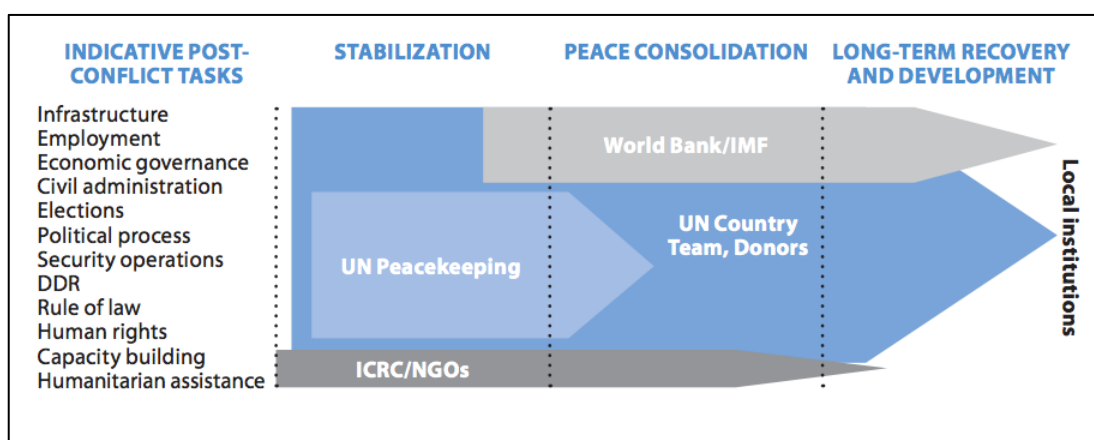 INDICATIVE POST-
CONFLICT TASKS
STABILIZATION
PEACE CONSOLIDATION
LONG-TERM RECOVERY
AND DEVELOPMENT
Infrastructure
Employment
Economic governance
Civil administration
Elections
Political process
Security operations
DDR
Rule of law
Human rights
Capacity building
Humanitarian assistance
World Bank/IMF
UN Peacekeeping
UN Country
Team, Donors
ICRC/NGOs
Local institutions